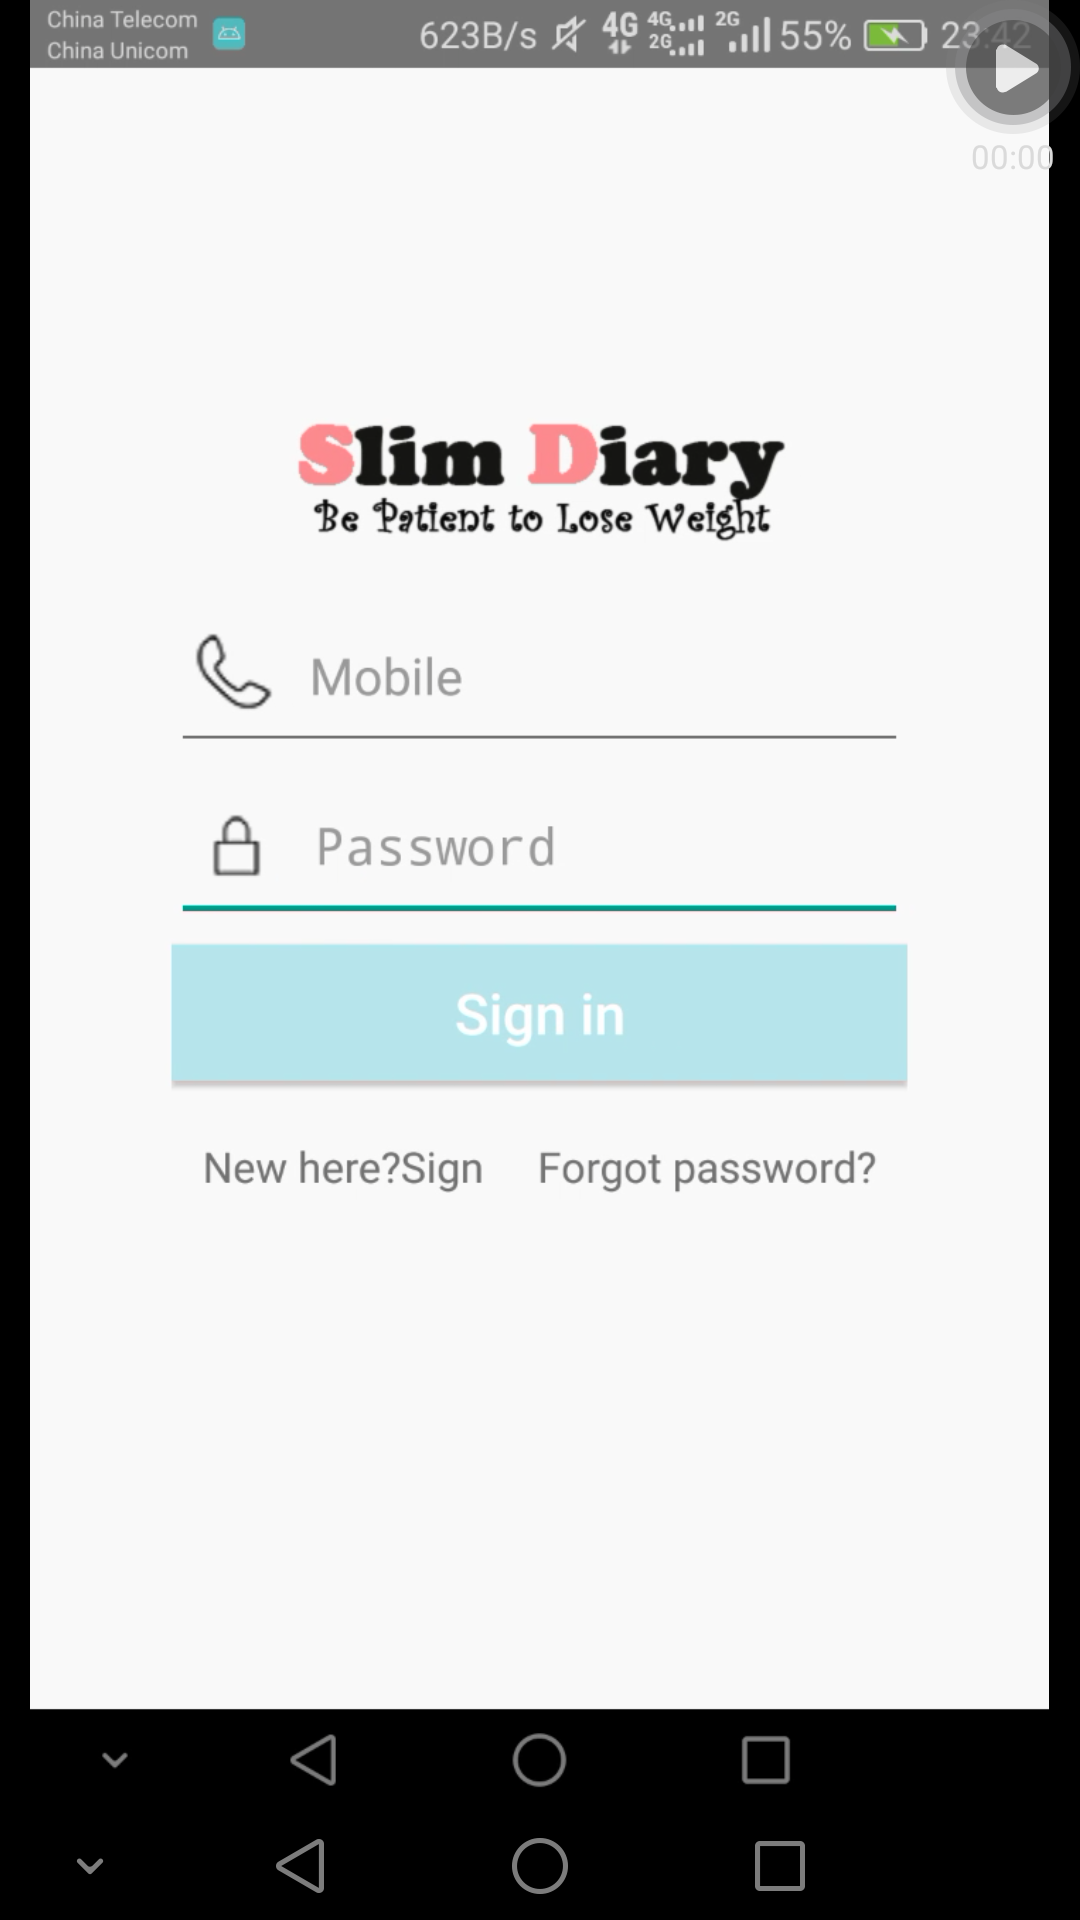 China Telecom
China Unicom
623B/s 4G 4G 2G 2G 55% 23:42
00:00
Slim Diary
Be Patient to Lose Weight
Mobile
Password
Sign in
New here?Sign Forgot password?